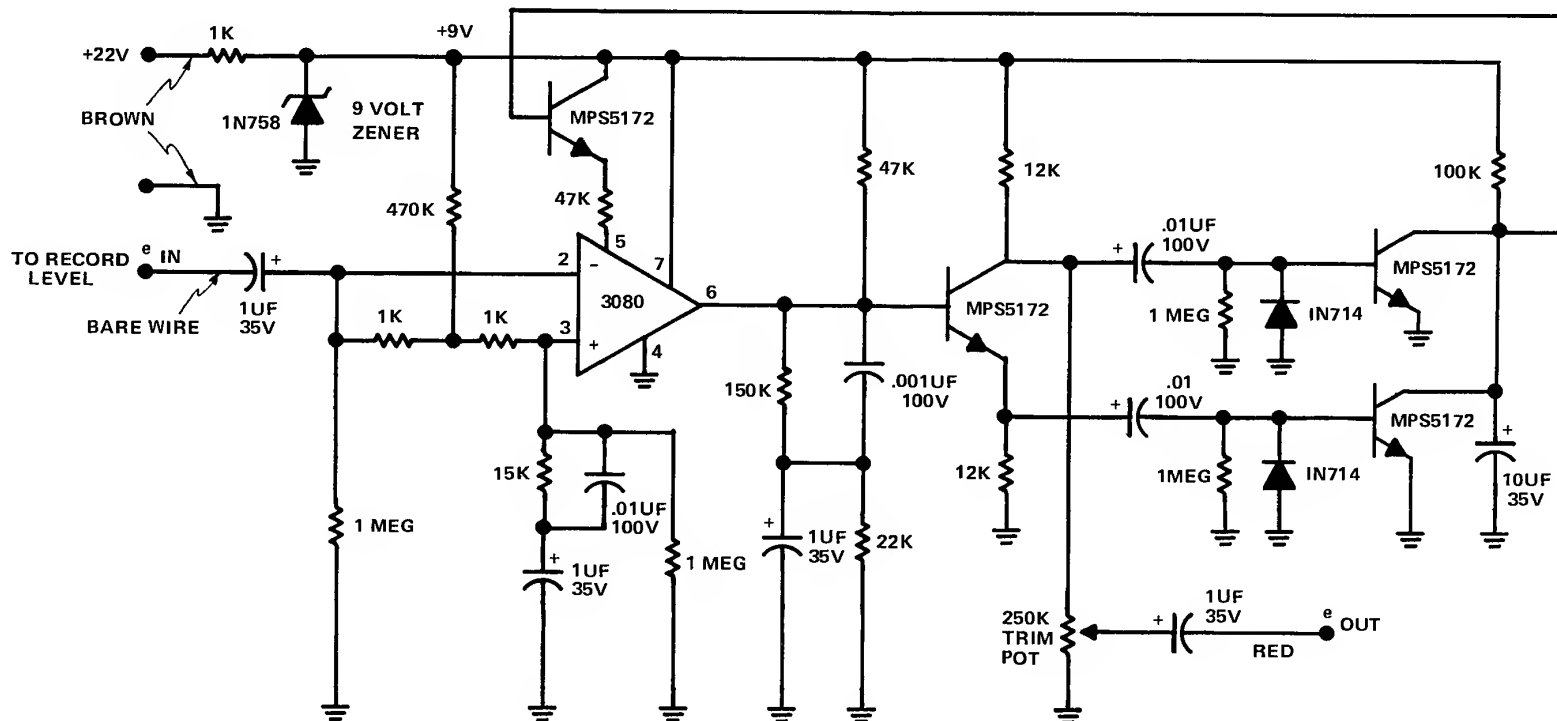 1K
+22V
+9V
BROWN
1N758
9 VOLT
ZENER
MPS5172
470K
47K
47K
12K
100K
TO RECORD
LEVEL
e IN
BARE WIRE
1UF
35V
1K
1K
2
−
3
+
3080
5
7
6
4
MPS5172
.01UF
100V
+
1 MEG
IN714
MPS5172
150K
.001UF
100V
12K
.01
100V
+
1MEG
IN714
MPS5172
+
10UF
35V
+
1 MEG
15K
.01UF
100V
+
1UF
35V
1 MEG
+
1UF
35V
22K
250K
TRIM
POT
+
1UF
35V
RED
e OUT